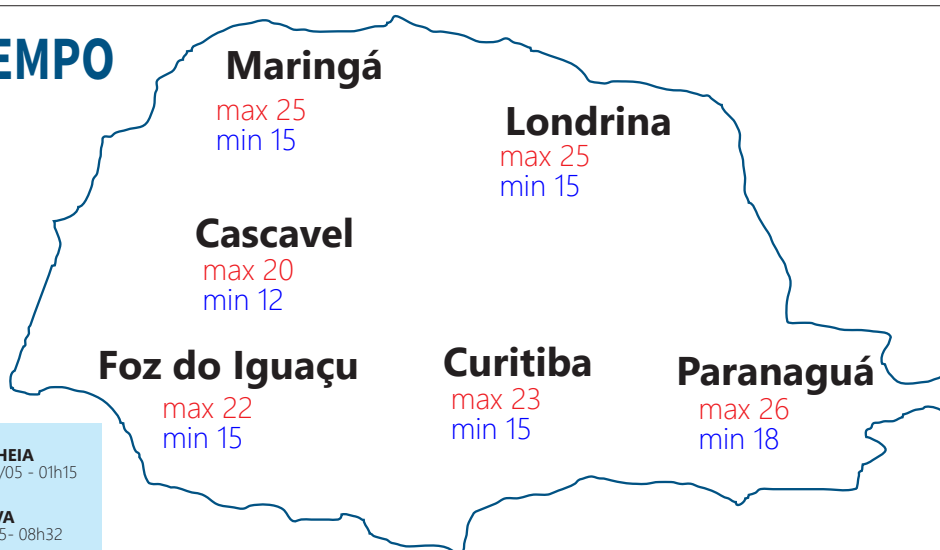 EMPO
Maringá
max 25
min 15
Londrina
max 25
min 15
Cascavel
max 20
min 12
Foz do Iguaçu
max 22
min 15
Curitiba
max 23
min 15
Paranaguá
max 26
min 18
HEIA
/05 - 01h15
VA
5- 08h32